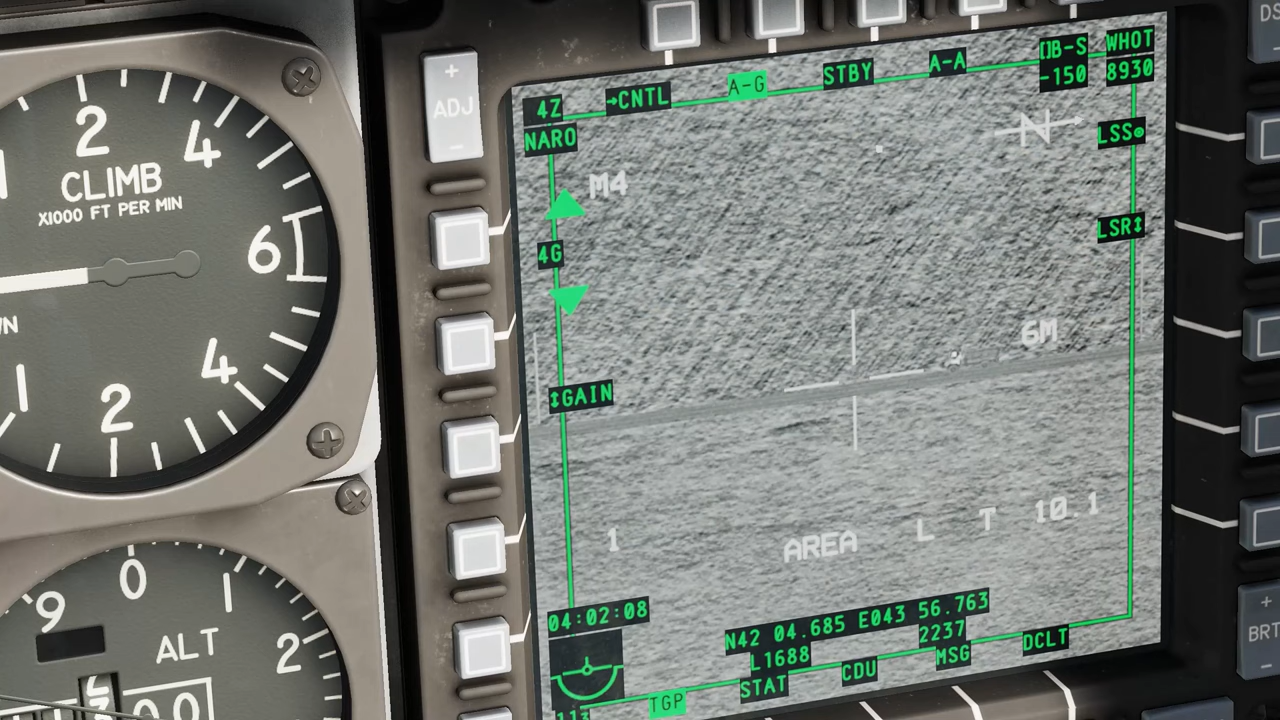 2
4
CLIMB
X1000 FT PER MIN
6
4
2
1
0
9
1
ALT
2
+
ADJ
-
4Z
→CNTL
A-G
STBY
A-A
[]B-S
WHOT
-150
8930
NARO
N
LSS
M4
4G
LSR↕
6M
↕GAIN
1
AREA
L
T
10.1
04:02:08
N42 04.685 E043 56.763
2237
L1688
TGP
STAT
CDU
MSG
DCLT
+
BRT
-